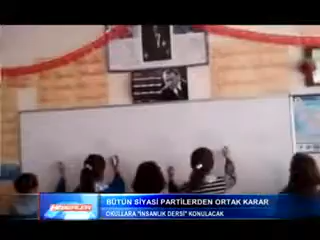 BÜTÜN SİYASİ PARTİLERDEN ORTAK KARAR
OKULLARA "İNSANLIK DERSİ" KONULACAK